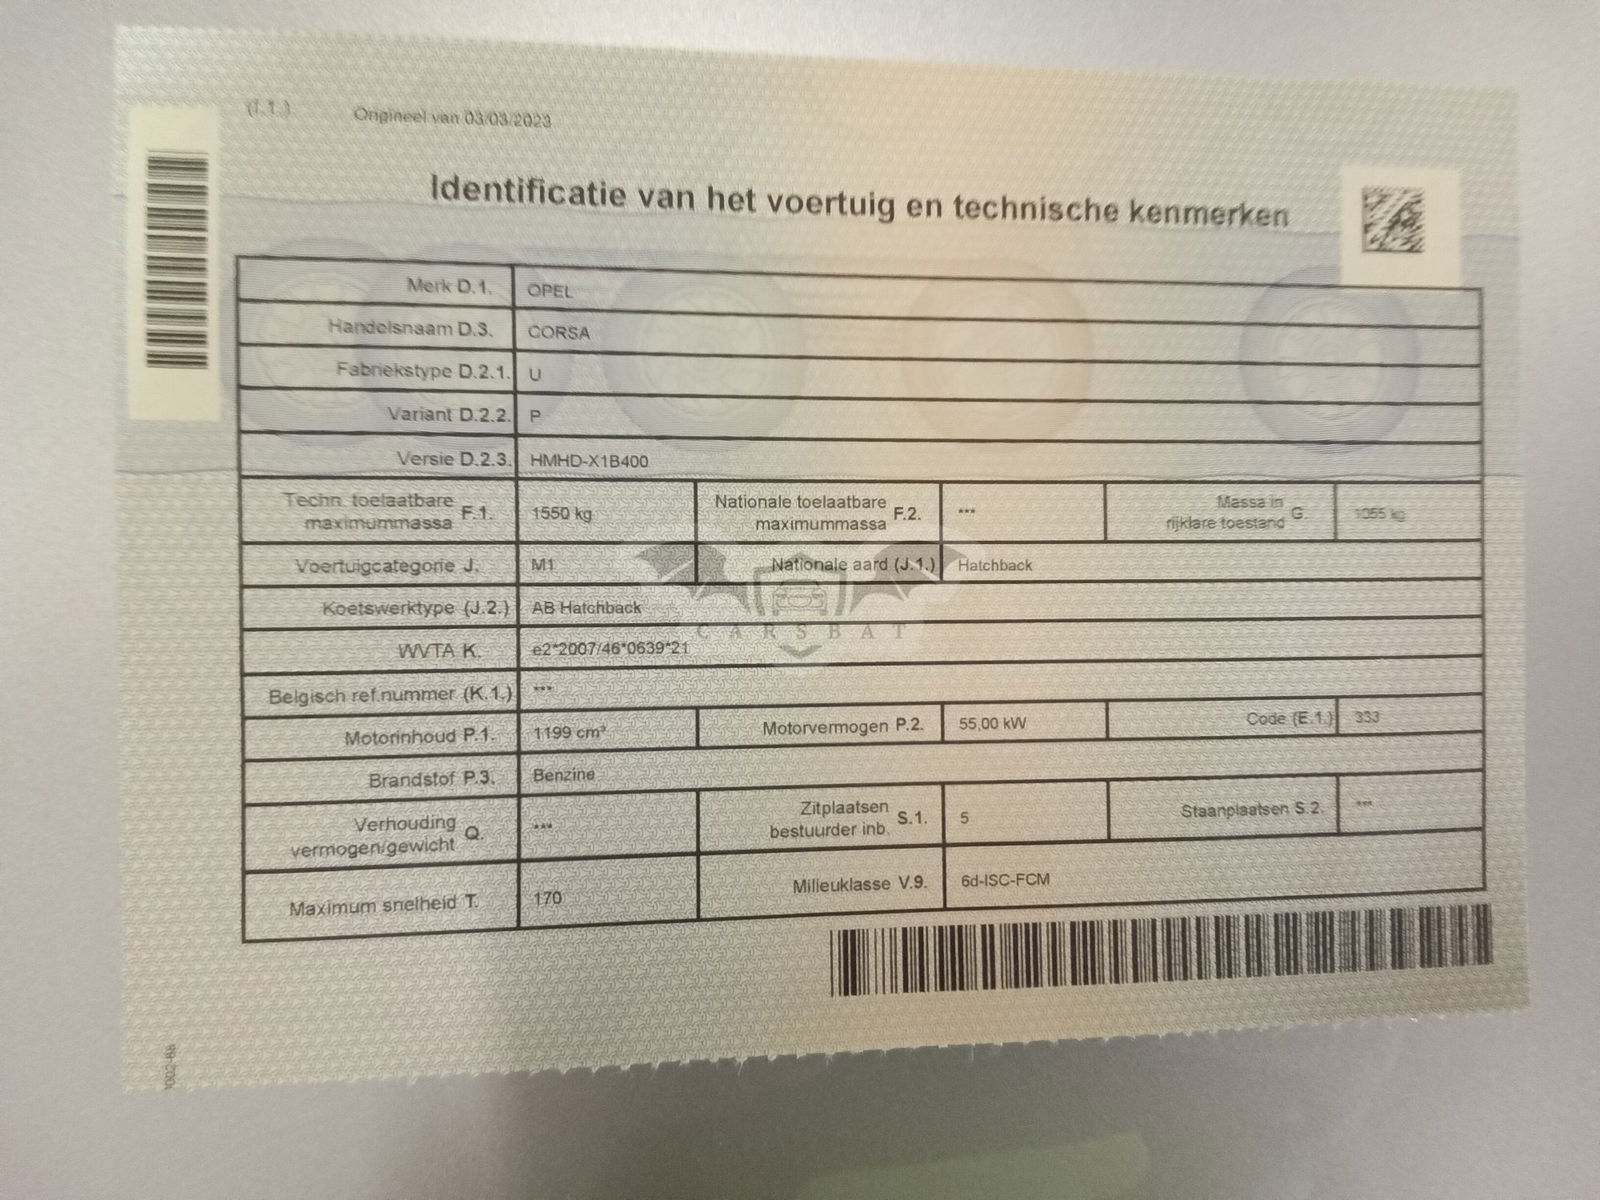 (I.1.) Origineel van 03/03/2023
Identificatie van het voertuig en technische kenmerken
Merk D.1. OPEL
Handelsnaam D.3. CORSA
Fabriekstype D.2.1. U
Variant D.2.2. P
Versie D.2.3. HMHD-X1B400
Techn. toelaatbare maximummassa F.1. 1550 kg Nationale toelaatbare maximummassa F.2. *** Massa in rijklare toestand G. 1055 kg
Voertuigcategorie J. M1 Nationale aard (J.1.) Hatchback
Koetswerktype (J.2.) AB Hatchback
CARSBAT
WVTA K. e2*2007/46*0639*21
Belgisch ref.nummer (K.1.) ***
Motorinhoud P.1. 1199 cm³ Motorvermogen P.2. 55,00 kW Code (E.1.) 333
Brandstof P.3. Benzine
Verhouding vermogen/gewicht Q. *** Zitplaatsen bestuurder inb. S.1. 5 Staanplaatsen S.2. ***
Maximum snelheid T. 170 Milieuklasse V.9. 6d-ISC-FCM